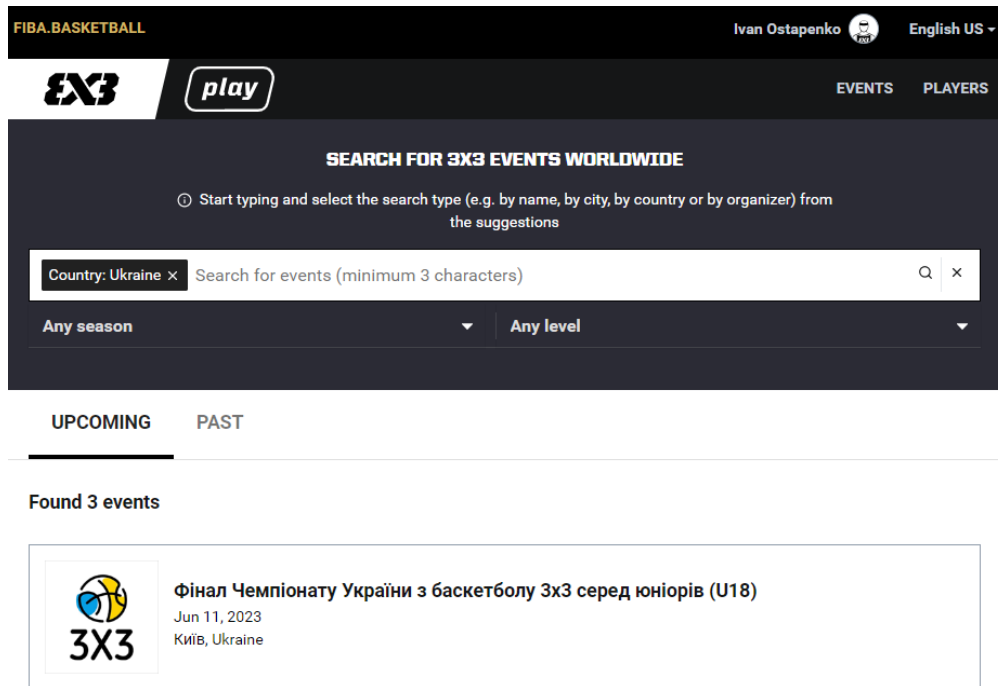 FIBA.BASKETBALL
Ivan Ostapenko
English US
3X3
play
EVENTS
PLAYERS
SEARCH FOR 3X3 EVENTS WORLDWIDE
Start typing and select the search type (e.g. by name, by city, by country or by organizer) from
the suggestions
Country: Ukraine ×
Search for events (minimum 3 characters)
Any season
Any level
UPCOMING
PAST
Found 3 events
Фінал Чемпіонату України з баскетболу 3х3 серед юніорів (U18)
Jun 11, 2023
Київ, Ukraine
3X3